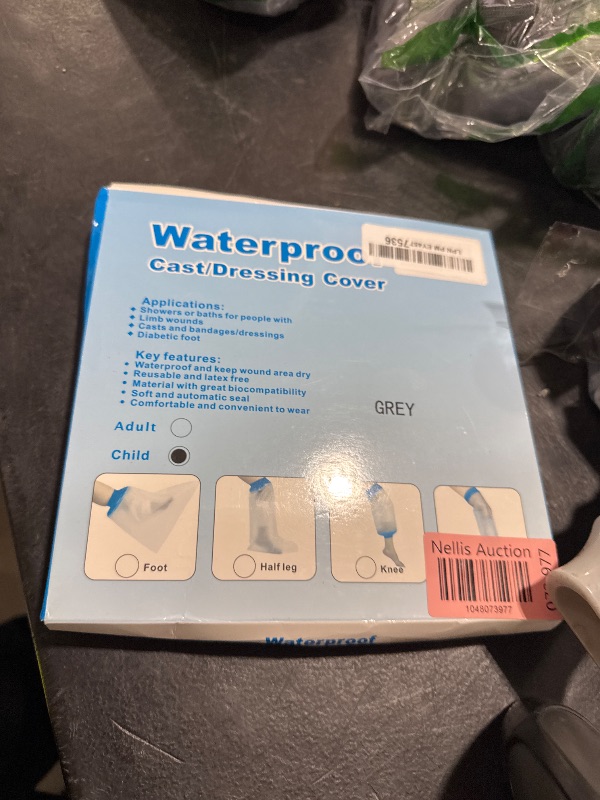 Waterproo
7536
Cast/Dressing Cover
Applications:
Showers or baths for people with
Limb wounds
Casts and bandages/dressings
Diabetic foot
Key features:
Waterproof and keep wound area dry
Reusable and latex free
Material with great biocompatibility
Soft and automatic seal
Comfortable and convenient to wear
GREY
Adult
Child
Foot
Half leg
Knee
Nellis Auction
1048073977
Waterproof